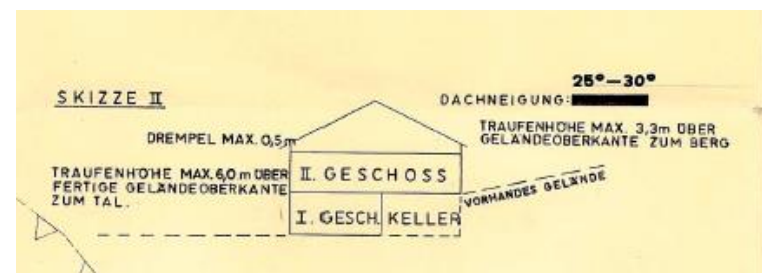 SKIZZE II
25°—30°
DACHNEIGUNG:
DREMPEL MAX. 0,5m
TRAUFENHÖHE MAX. 3,3m ÜBER
GELÄNDEOBERKANTE ZUM BERG
TRAUFENHÖHE MAX. 6,0m ÜBER
FERTIGE GELÄNDEOBERKANTE
ZUM TAL.
II. GESCHOSS
VORHANDES GELÄNDE
I. GESCH.
KELLER